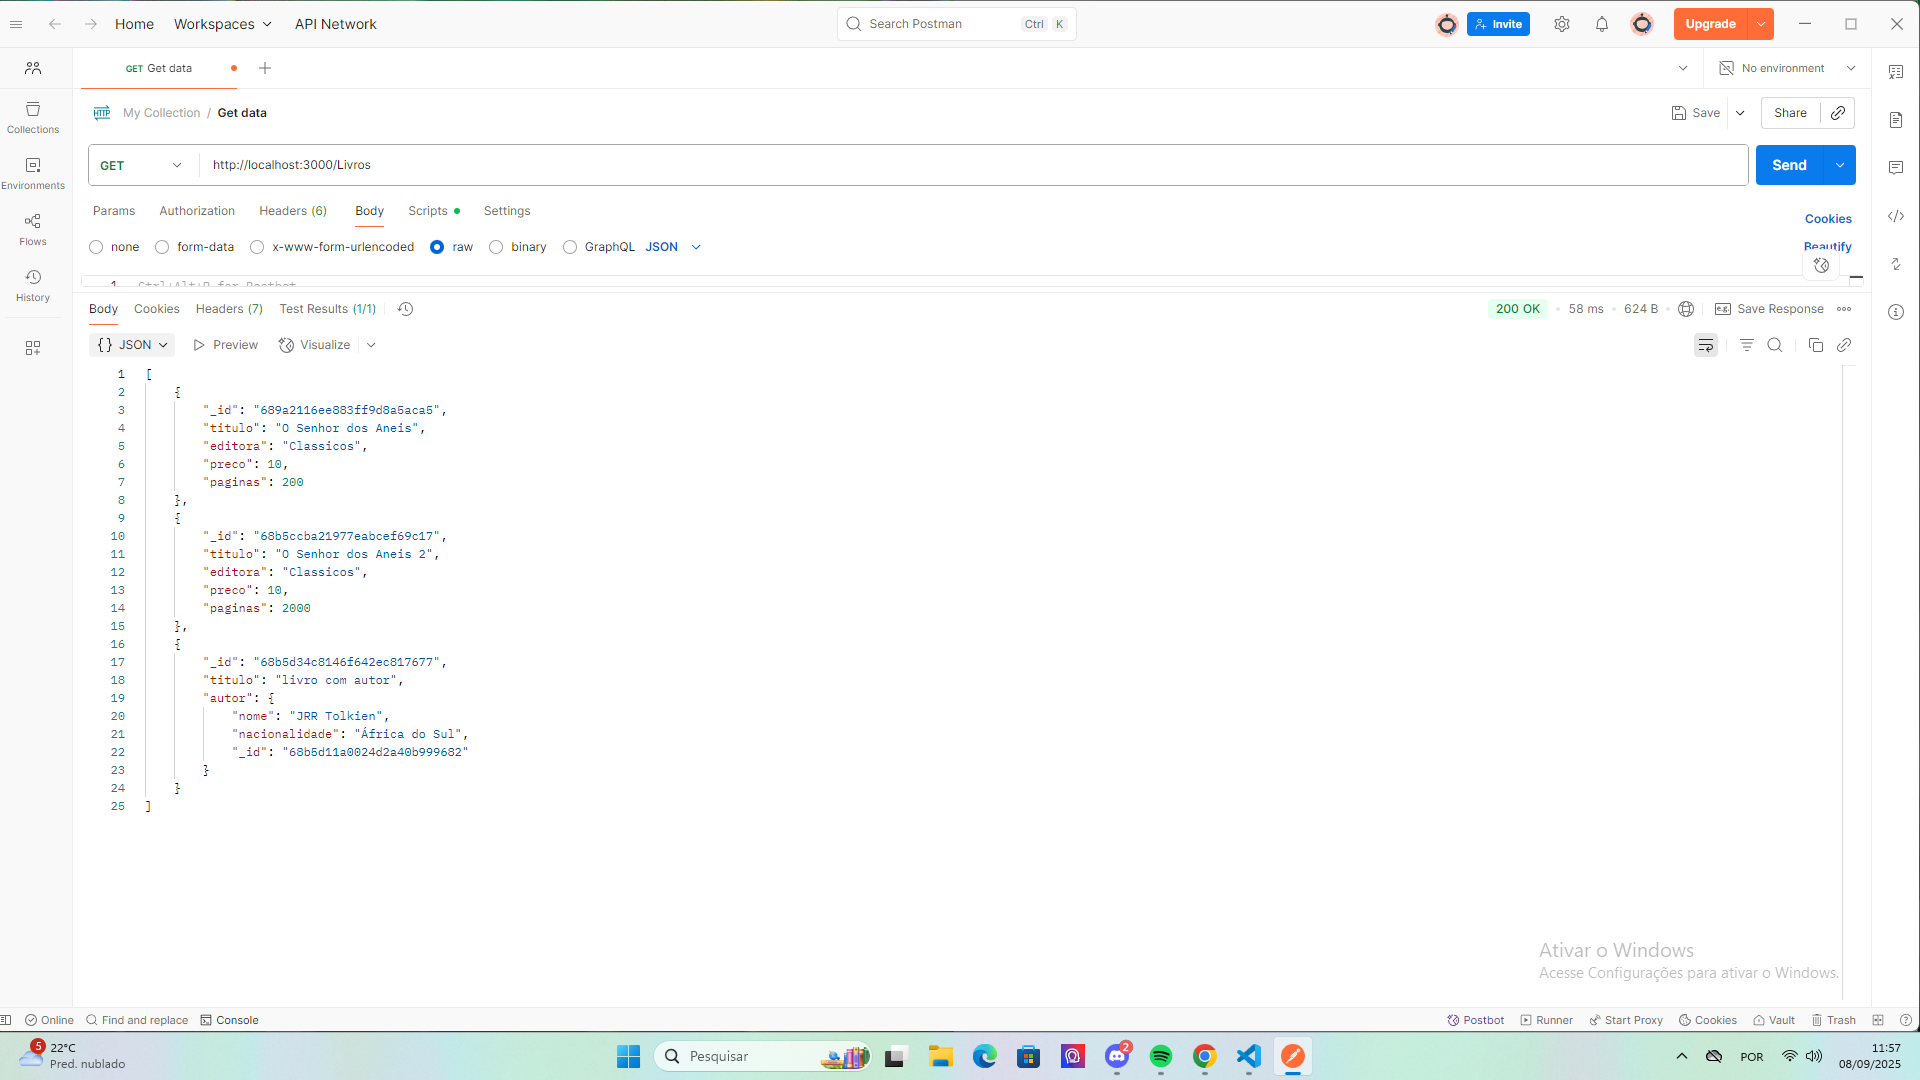 Home
Workspaces
API Network
Search Postman
Ctrl
K
Invite
Upgrade
GET Get data
No environment
Collections
Environments
Flows
History
HTTP
My Collection / Get data
Save
Share
GET
http://localhost:3000/Livros
Send
Params
Authorization
Headers (6)
Body
Scripts
Settings
Cookies
none
form-data
x-www-form-urlencoded
raw
binary
GraphQL
JSON
Beautify
1 Ctrl+Alt+P for Postbot
Body
Cookies
Headers (7)
Test Results (1/1)
200 OK
58 ms
624 B
e.g.
Save Response
{} JSON
Preview
Visualize
1 [
2 {
3 "_id": "689a2116ee883ff9d8a5aca5",
4 "titulo": "O Senhor dos Aneis",
5 "editora": "Classicos",
6 "preco": 10,
7 "paginas": 200
8 },
9 {
10 "_id": "68b5ccba21977eabcef69c17",
11 "titulo": "O Senhor dos Aneis 2",
12 "editora": "Classicos",
13 "preco": 10,
14 "paginas": 2000
15 },
16 {
17 "_id": "68b5d34c8146f642ec817677",
18 "titulo": "livro com autor",
19 "autor": {
20 "nome": "JRR Tolkien",
21 "nacionalidade": "África do Sul",
22 "_id": "68b5d11a0024d2a40b999682"
23 }
24 }
25 ]
Ativar o Windows
Acesse Configurações para ativar o Windows.
Online
Find and replace
Console
Postbot
Runner
Start Proxy
Cookies
Vault
Trash
5
22°C
Pred. nublado
Pesquisar
2
POR
11:57
08/09/2025